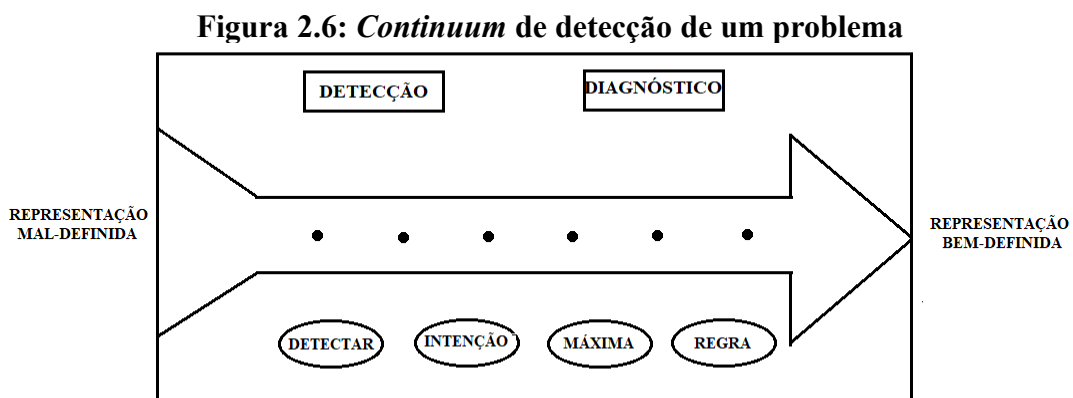 Figura 2.6: Continuum de detecção de um problema
DETECÇÃO
DIAGNÓSTICO
REPRESENTAÇÃO
MAL-DEFINIDA
REPRESENTAÇÃO
BEM-DEFINIDA
DETECTAR
INTENÇÃO
MÁXIMA
REGRA